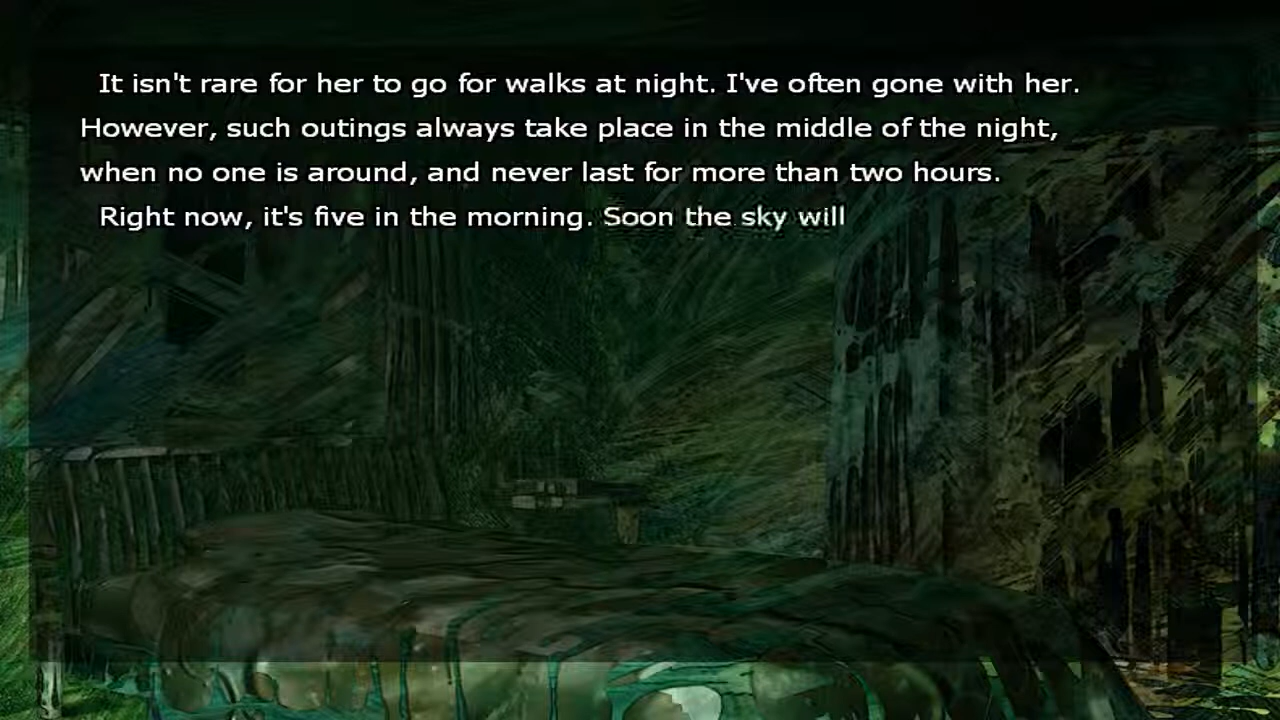 It isn't rare for her to go for walks at night. I've often gone with her.
However, such outings always take place in the middle of the night,
when no one is around, and never last for more than two hours.
Right now, it's five in the morning. Soon the sky will